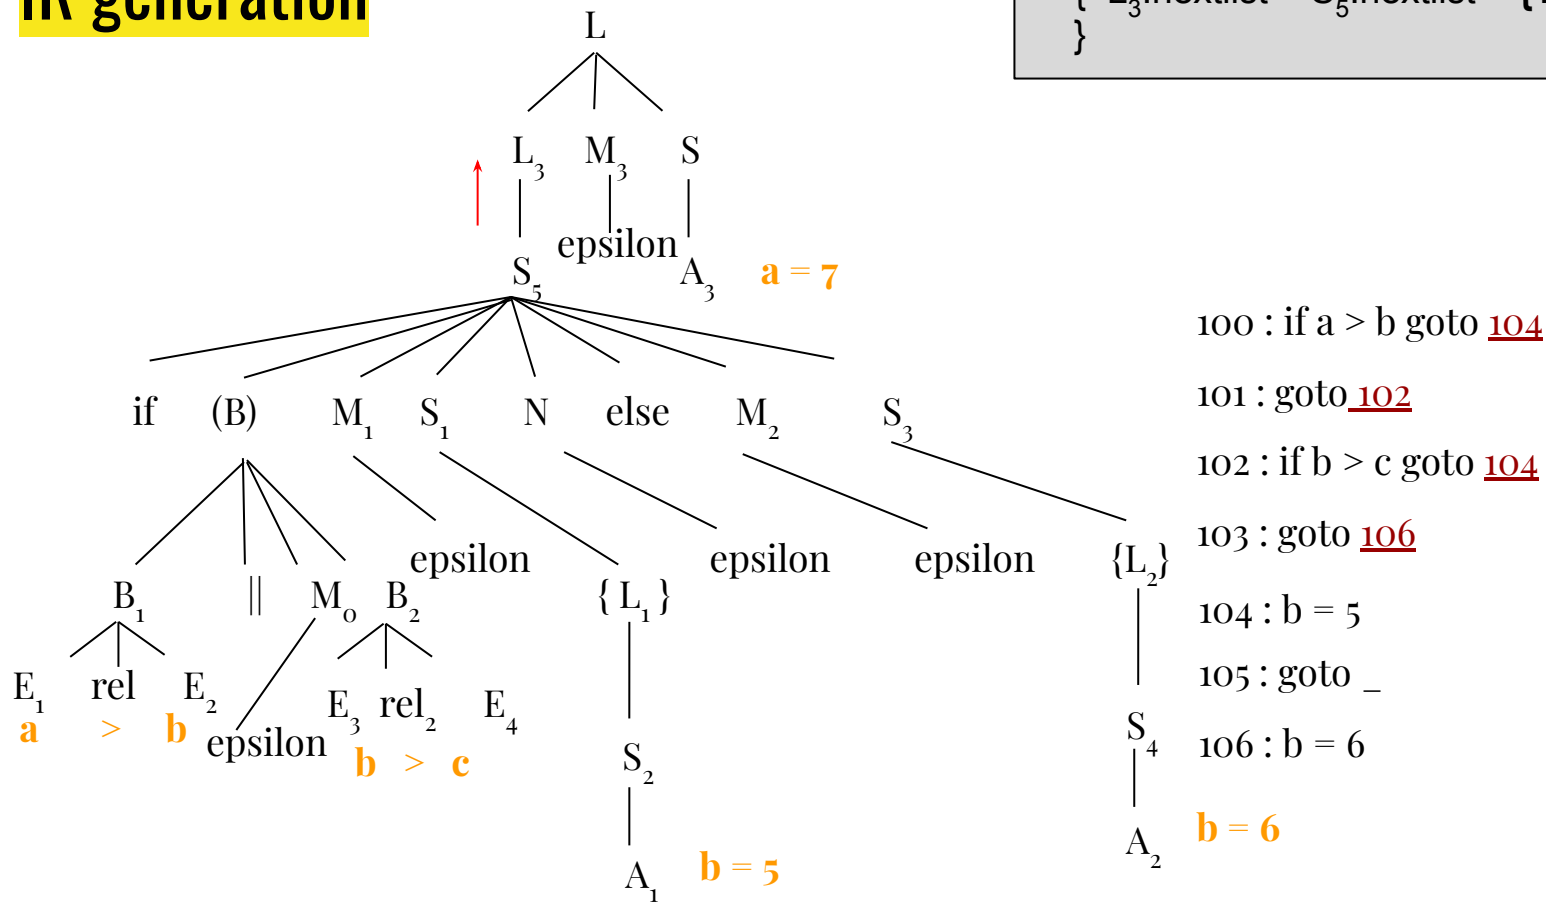 IR generation
}
L
L3 M3 S
epsilon
S5 A3 a = 7
if (B) M1 S1 N else M2 S3
epsilon epsilon epsilon {L2}
B1 || M0 B2 { L1 }
E1 rel E2 E3 rel2 E4
a > b epsilon
b > c
S2 S4
A1 b = 5
A2 b = 6
100 : if a > b goto 104
101 : goto 102
102 : if b > c goto 104
103 : goto 106
104 : b = 5
105 : goto _
106 : b = 6